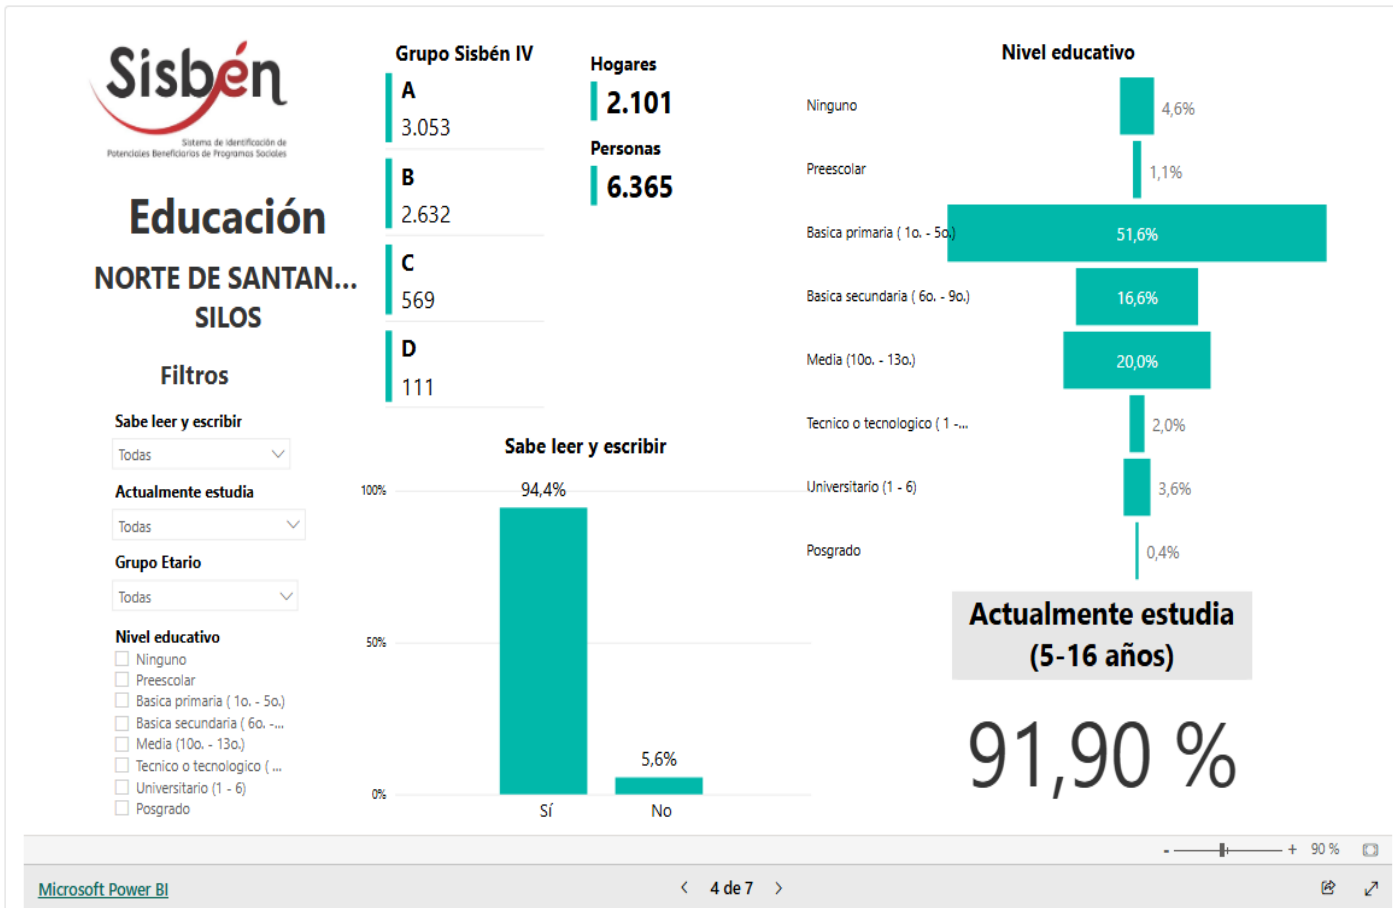 Sisbén
Sistema de Identificación de
Potenciales Beneficiarios de Programas Sociales
Educación
NORTE DE SANTAN...
SILOS
Filtros
Sabe leer y escribir
Todas
Actualmente estudia
Todas
Grupo Etario
Todas
Nivel educativo
Ninguno
Preescolar
Basica primaria ( 1o. - 5o.)
Basica secundaria ( 6o. -...
Media (10o. - 13o.)
Tecnico o tecnologico ( ...
Universitario (1 - 6)
Posgrado
Grupo Sisbén IV
A
3.053
B
2.632
C
569
D
111
Hogares
2.101
Personas
6.365
Sabe leer y escribir
100%
94,4%
50%
5,6%
0%
Sí No
Nivel educativo
Ninguno 4,6%
Preescolar 1,1%
Basica primaria ( 1o. - 5o.) 51,6%
Basica secundaria ( 6o. - 9o.) 16,6%
Media (10o. - 13o.) 20,0%
Tecnico o tecnologico ( 1 -... 2,0%
Universitario (1 - 6) 3,6%
Posgrado 0,4%
Actualmente estudia
(5-16 años)
91,90 %
- + 90 %
Microsoft Power BI < 4 de 7 >